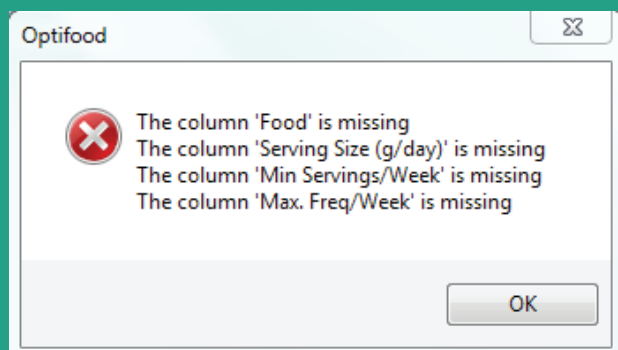 Optifood
The column 'Food' is missing
The column 'Serving Size (g/day)' is missing
The column 'Min Servings/Week' is missing
The column 'Max. Freq/Week' is missing
OK